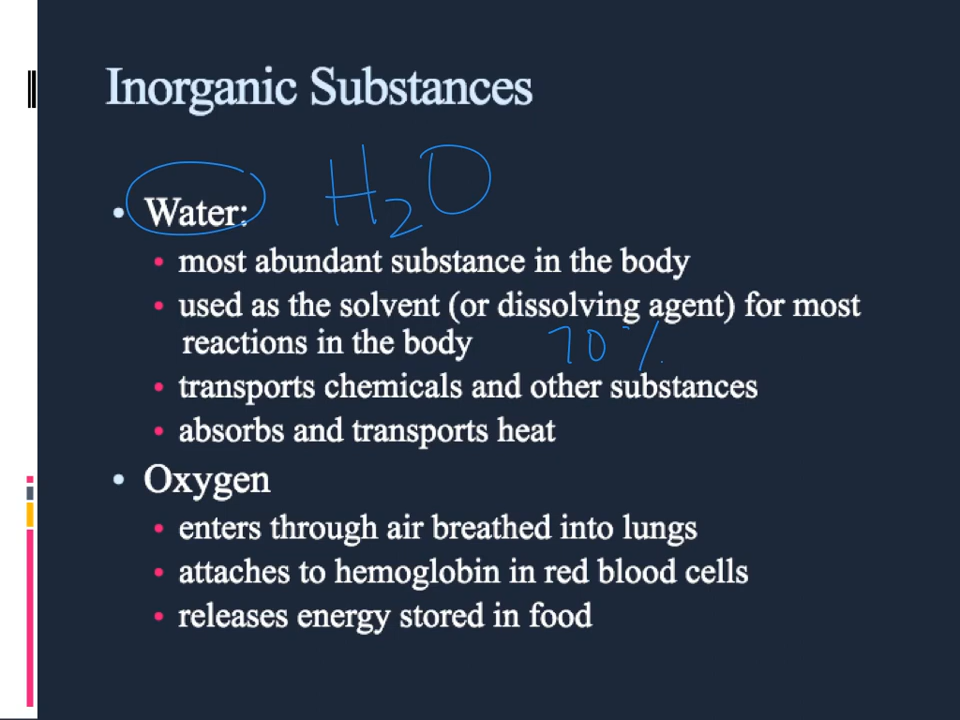 Inorganic Substances
• Water: H₂O
• most abundant substance in the body
• used as the solvent (or dissolving agent) for most
reactions in the body 70%
• transports chemicals and other substances
• absorbs and transports heat
• Oxygen
• enters through air breathed into lungs
• attaches to hemoglobin in red blood cells
• releases energy stored in food